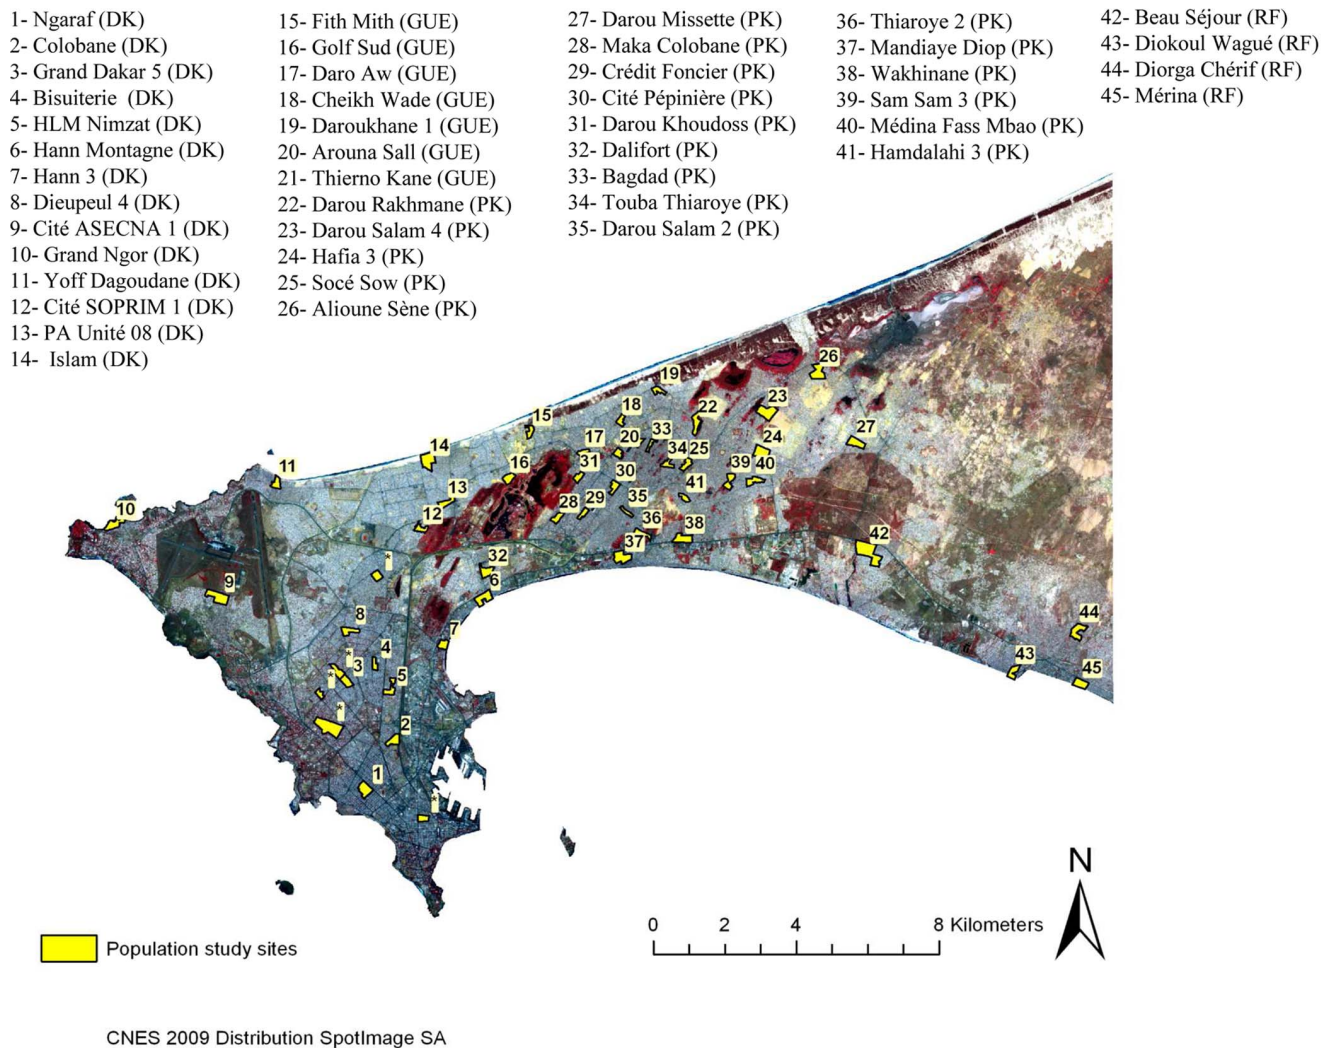 1- Ngaraf (DK)
2- Colobane (DK)
3- Grand Dakar 5 (DK)
4- Bisuiterie (DK)
5- HLM Nimzat (DK)
6- Hann Montagne (DK)
7- Hann 3 (DK)
8- Dieupeul 4 (DK)
9- Cité ASECNA 1 (DK)
10- Grand Ngor (DK)
11- Yoff Dagoudane (DK)
12- Cité SOPRIM 1 (DK)
13- PA Unité 08 (DK)
14- Islam (DK)
15- Fith Mith (GUE)
16- Golf Sud (GUE)
17- Daro Aw (GUE)
18- Cheikh Wade (GUE)
19- Daroukhane 1 (GUE)
20- Arouna Sall (GUE)
21- Thierno Kane (GUE)
22- Darou Rakhmane (PK)
23- Darou Salam 4 (PK)
24- Hafia 3 (PK)
25- Socé Sow (PK)
26- Alioune Sène (PK)
27- Darou Missette (PK)
28- Maka Colobane (PK)
29- Crédit Foncier (PK)
30- Cité Pépinière (PK)
31- Darou Khoudoss (PK)
32- Dalifort (PK)
33- Bagdad (PK)
34- Touba Thiaroye (PK)
35- Darou Salam 2 (PK)
36- Thiaroye 2 (PK)
37- Mandiaye Diop (PK)
38- Wakhinane (PK)
39- Sam Sam 3 (PK)
40- Médina Fass Mbao (PK)
41- Hamdalahi 3 (PK)
42- Beau Séjour (RF)
43- Diokoul Wagué (RF)
44- Diorga Chérif (RF)
45- Mérina (RF)
26
19
23
22
18
15
33
24
27
17
20
14
34
25
11
16
31
30
39
40
13
41
28
29
35
10
12
36
38
42
37
*
32
6
9
8
44
7
4
*
3
43
45
*
5
*
2
1
*
N
0 2 4 8 Kilometers
Population study sites
CNES 2009 Distribution SpotImage SA